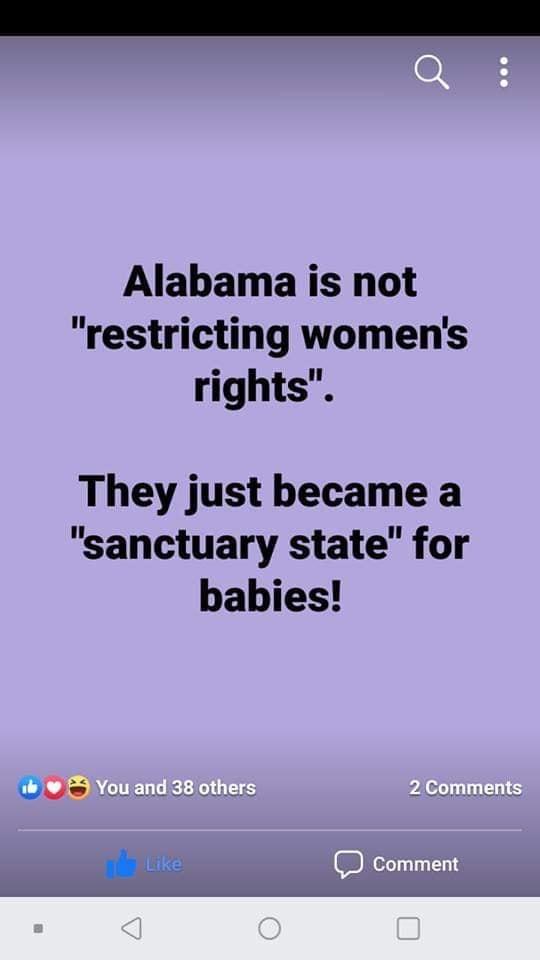 Alabama is not
"restricting women's
rights".
They just became a
"sanctuary state" for
babies!
You and 38 others
2 Comments
Like
Comment